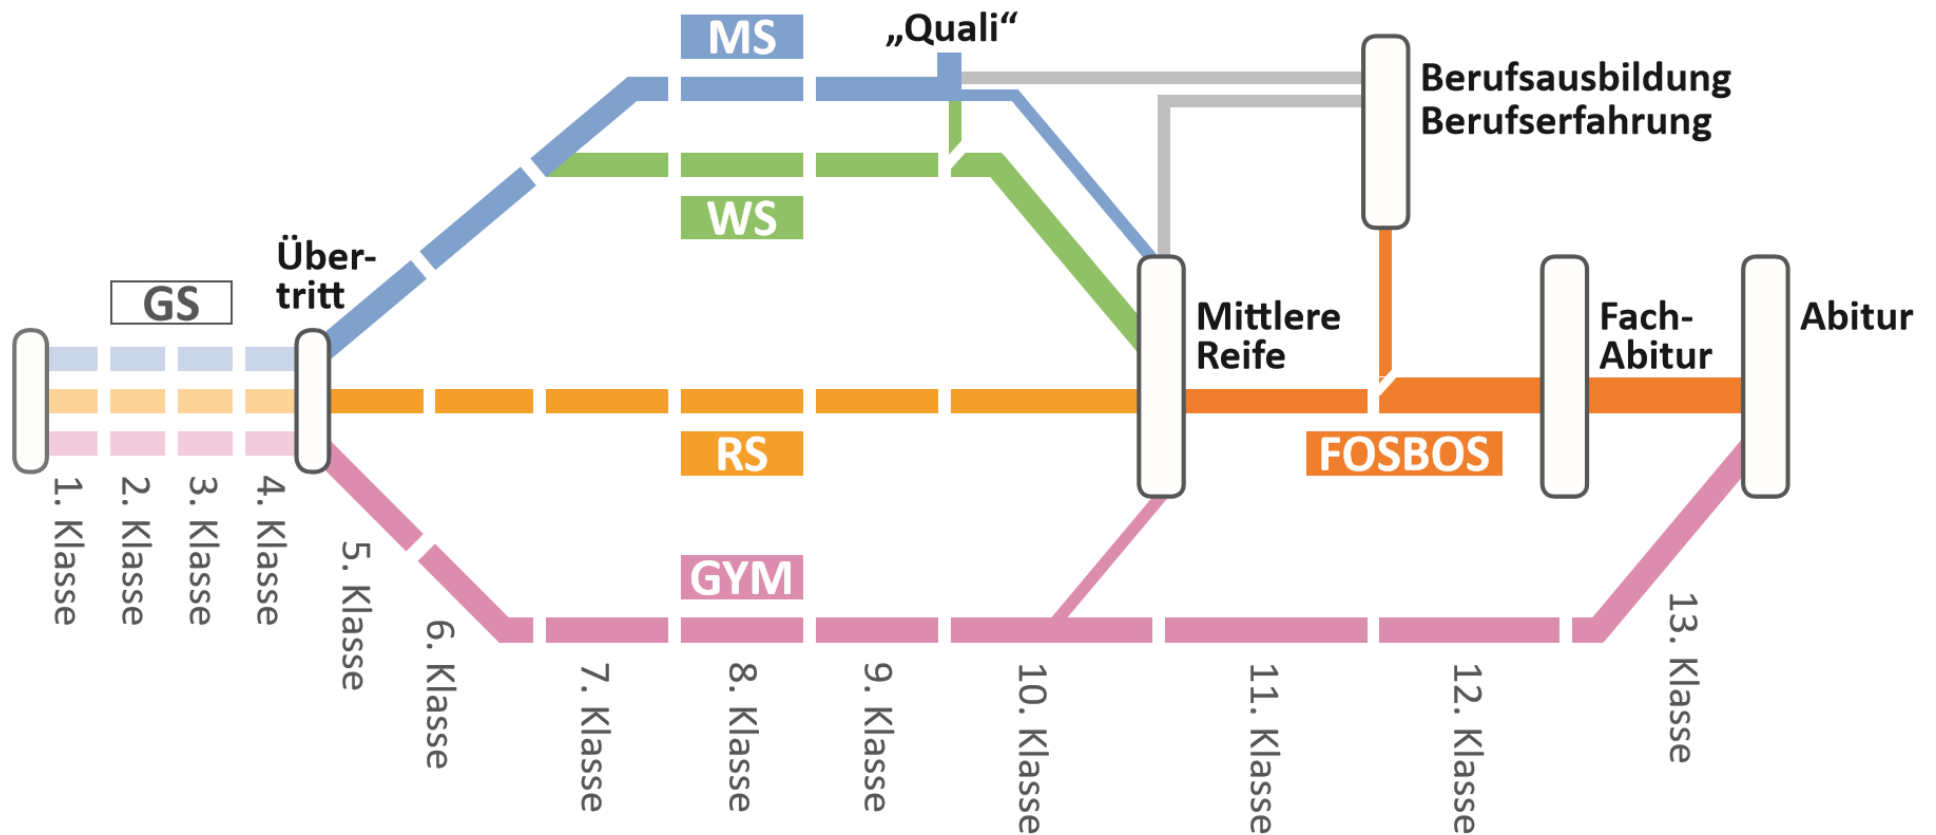 MS
„Quali“
Berufsausbildung
Berufserfahrung
WS
Über-
tritt
GS
Mittlere
Reife
Fach-
Abitur
Abitur
RS
FOSBOS
GYM
1. Klasse
2. Klasse
3. Klasse
4. Klasse
5. Klasse
6. Klasse
7. Klasse
8. Klasse
9. Klasse
10. Klasse
11. Klasse
12. Klasse
13. Klasse